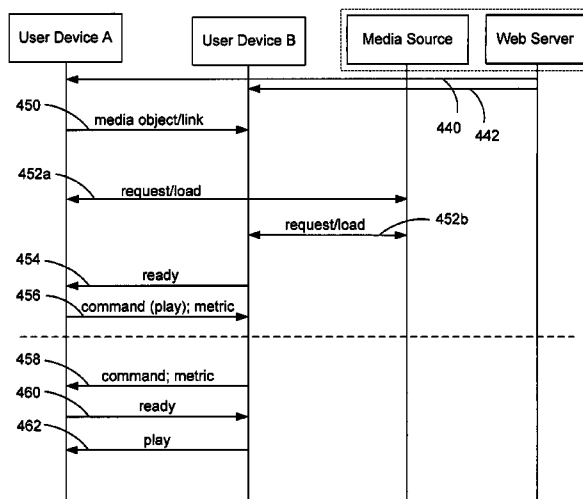 User Device A
User Device B
Media Source
Web Server
440
442
450
media object/link
452a
request/load
request/load
452b
454
ready
456
command (play); metric
458
command; metric
460
ready
462
play